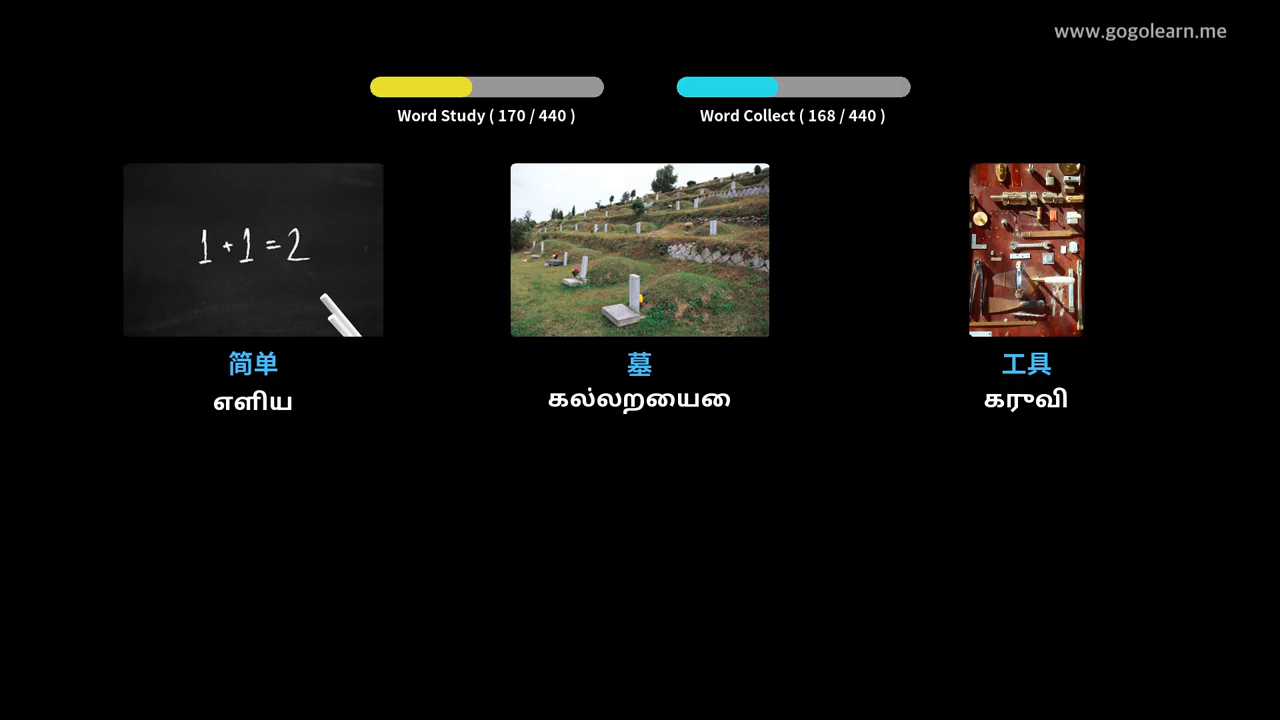 www.gogolearn.me
Word Study ( 170 / 440 )
Word Collect ( 168 / 440 )
1 + 1 = 2
简单
எளிய
墓
கல்லறயைை
工具
கருவி